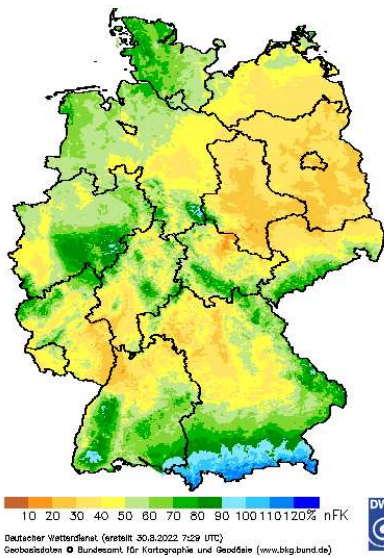 10 20 30 40 50 60 70 80 90 100 110 120% nFK
Deutscher Wetterdienst (erstellt 30.8.2022 7:29 UTC)
Geobasisdaten © Bundesamt für Kartographie und Geodäsie (www.bkg.bund.de)
DW